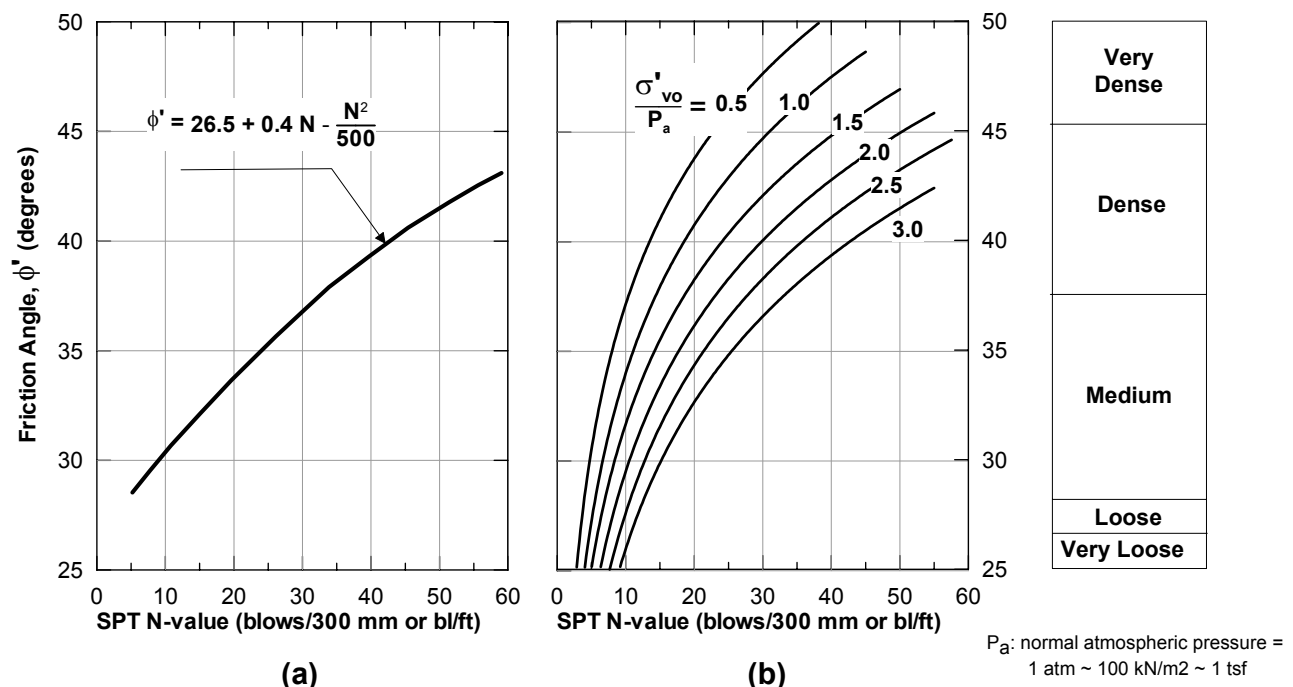 50
45
40
35
30
25
Friction Angle, ϕ' (degrees)
ϕ' = 26.5 + 0.4 N - N²/500
0 10 20 30 40 50 60
SPT N-value (blows/300 mm or bl/ft)
(a)
σ'vo/Pa = 0.5
1.0
1.5
2.0
2.5
3.0
50
45
40
35
30
25
0 10 20 30 40 50 60
SPT N-value (blows/300 mm or bl/ft)
(b)
Very
Dense
Dense
Medium
Loose
Very Loose
Pa: normal atmospheric pressure =
1 atm ~ 100 kN/m2 ~ 1 tsf